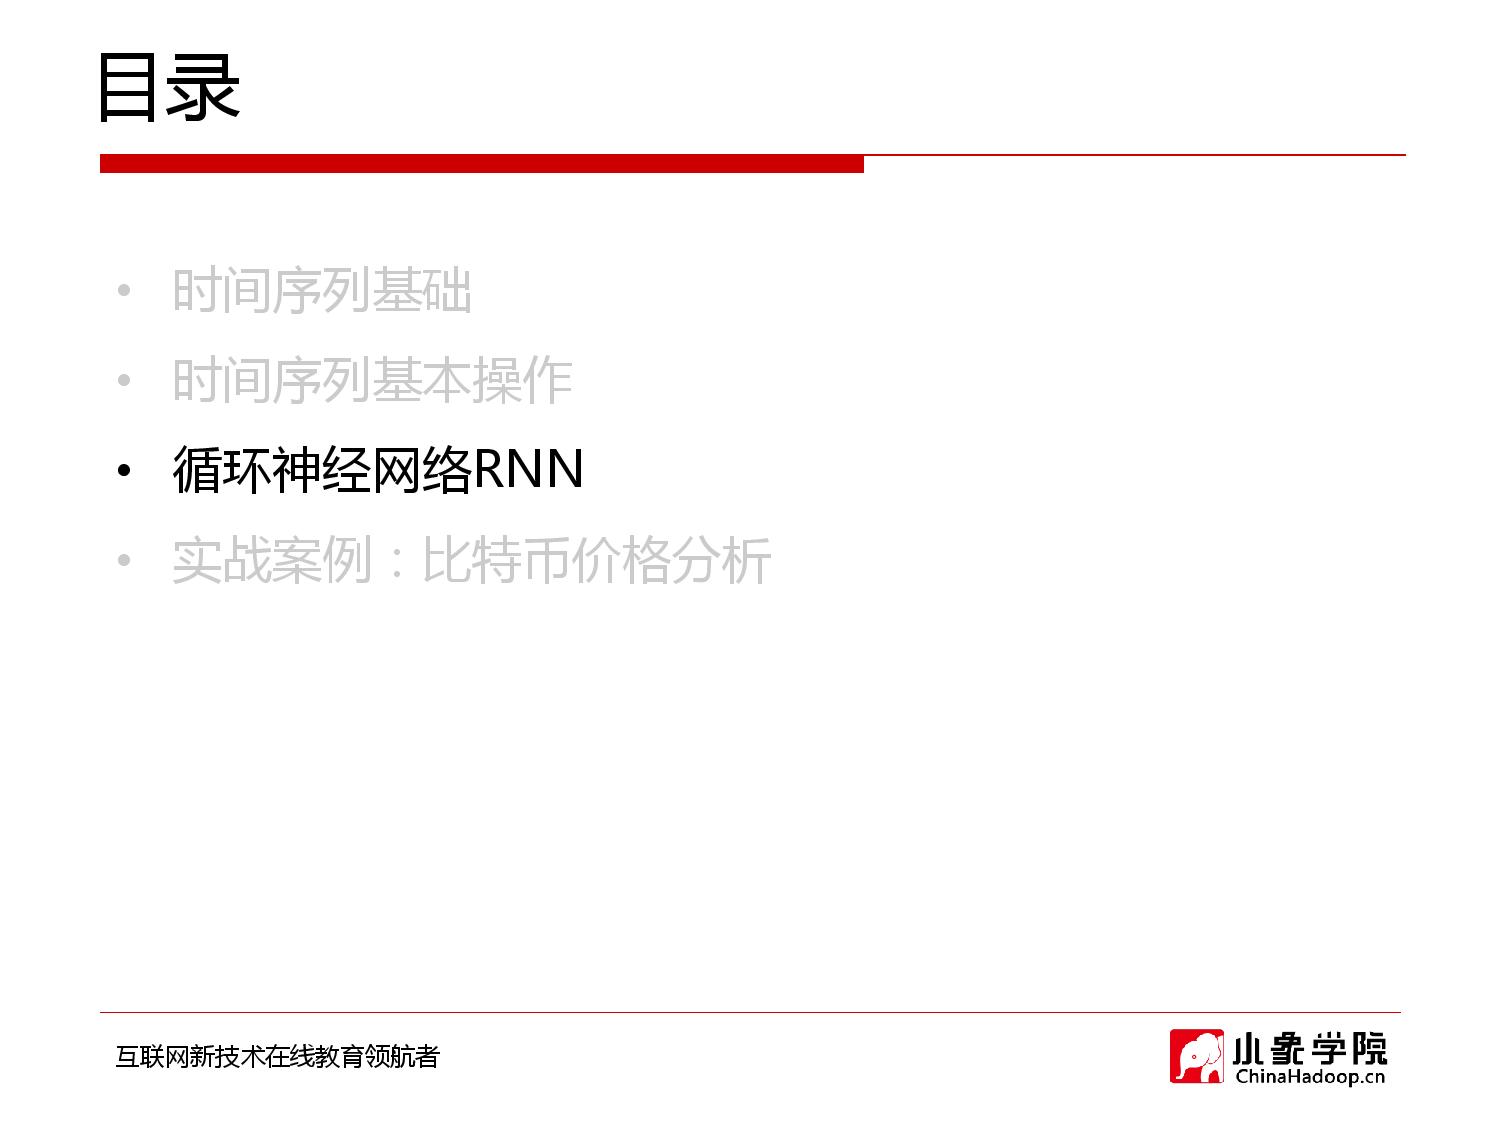 目录
• 时间序列基础
• 时间序列基本操作
• 循环神经网络RNN
• 实战案例：比特币价格分析
互联网新技术在线教育领航者
小象学院
ChinaHadoop.cn